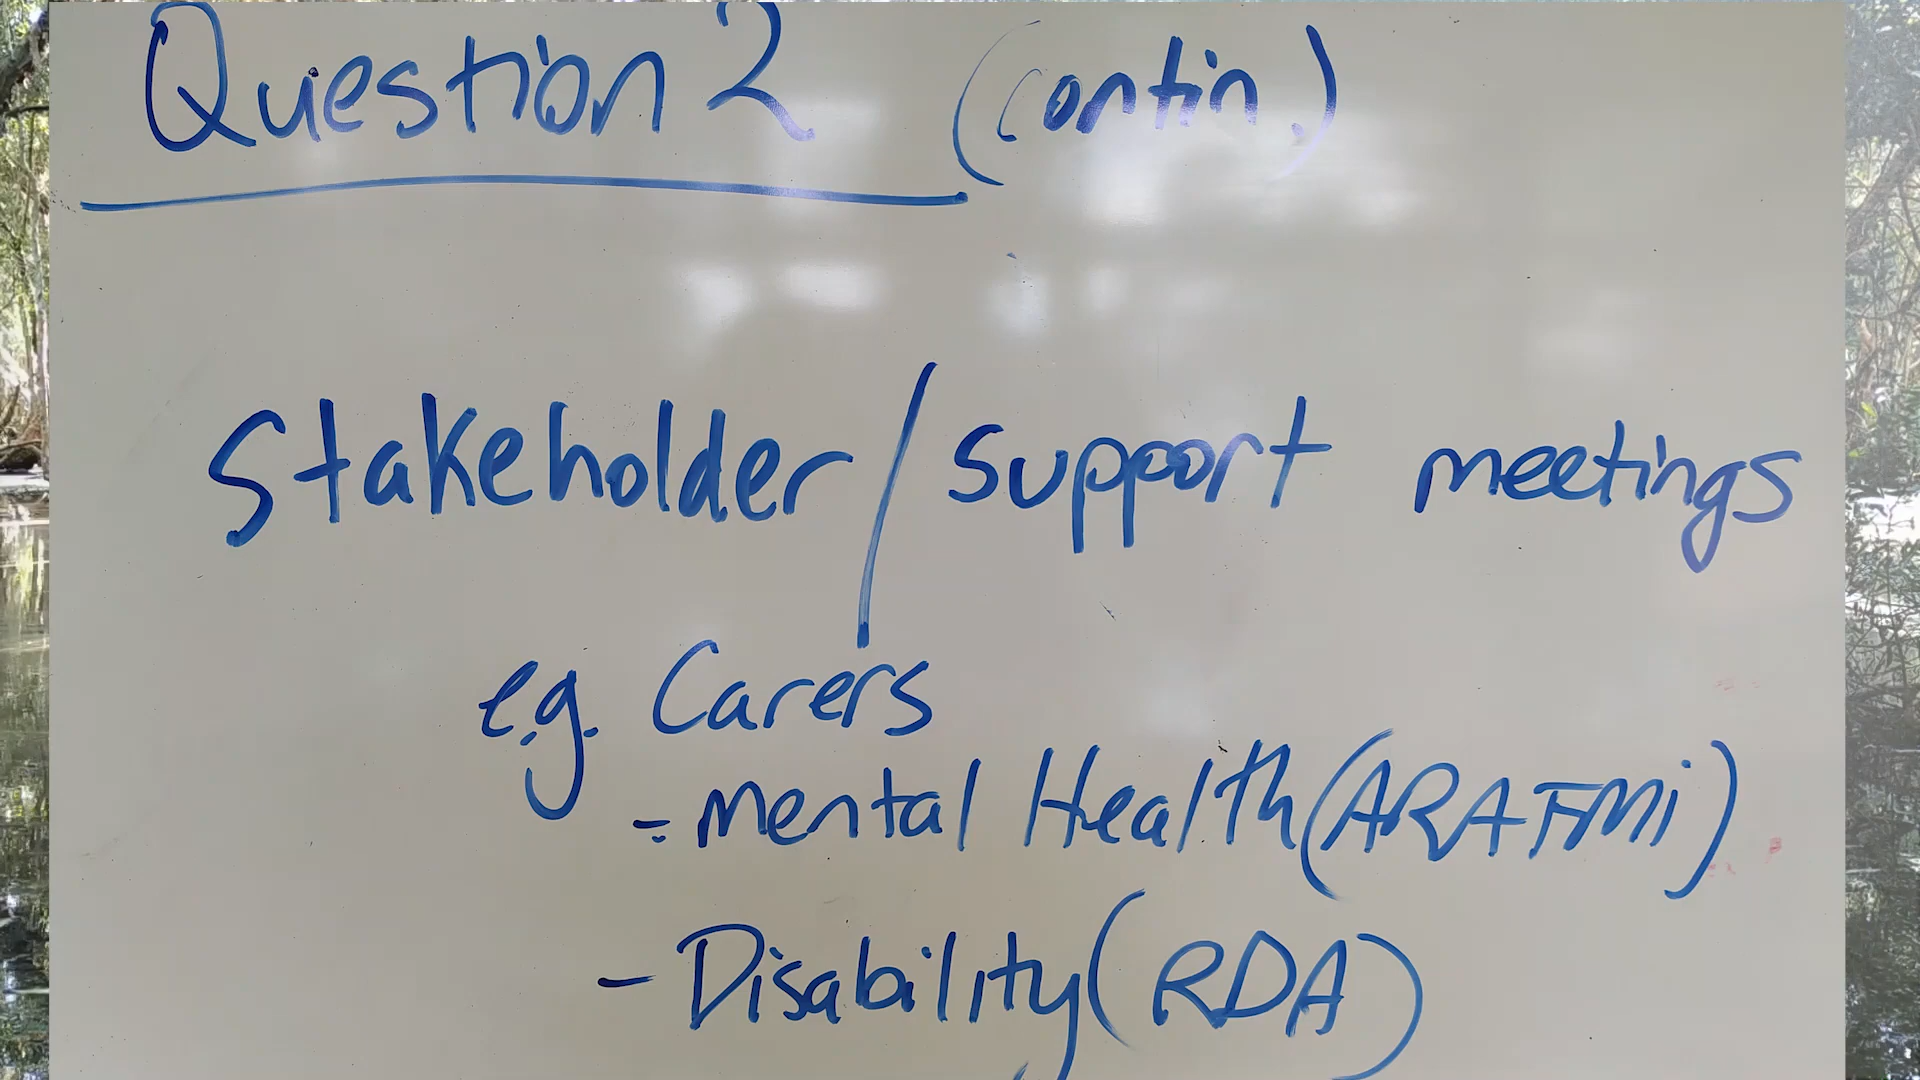 Question 2 (contin.)
Stakeholder / support meetings
e.g. Carers
- Mental Health (ARAFMi)
- Disability (RDA)